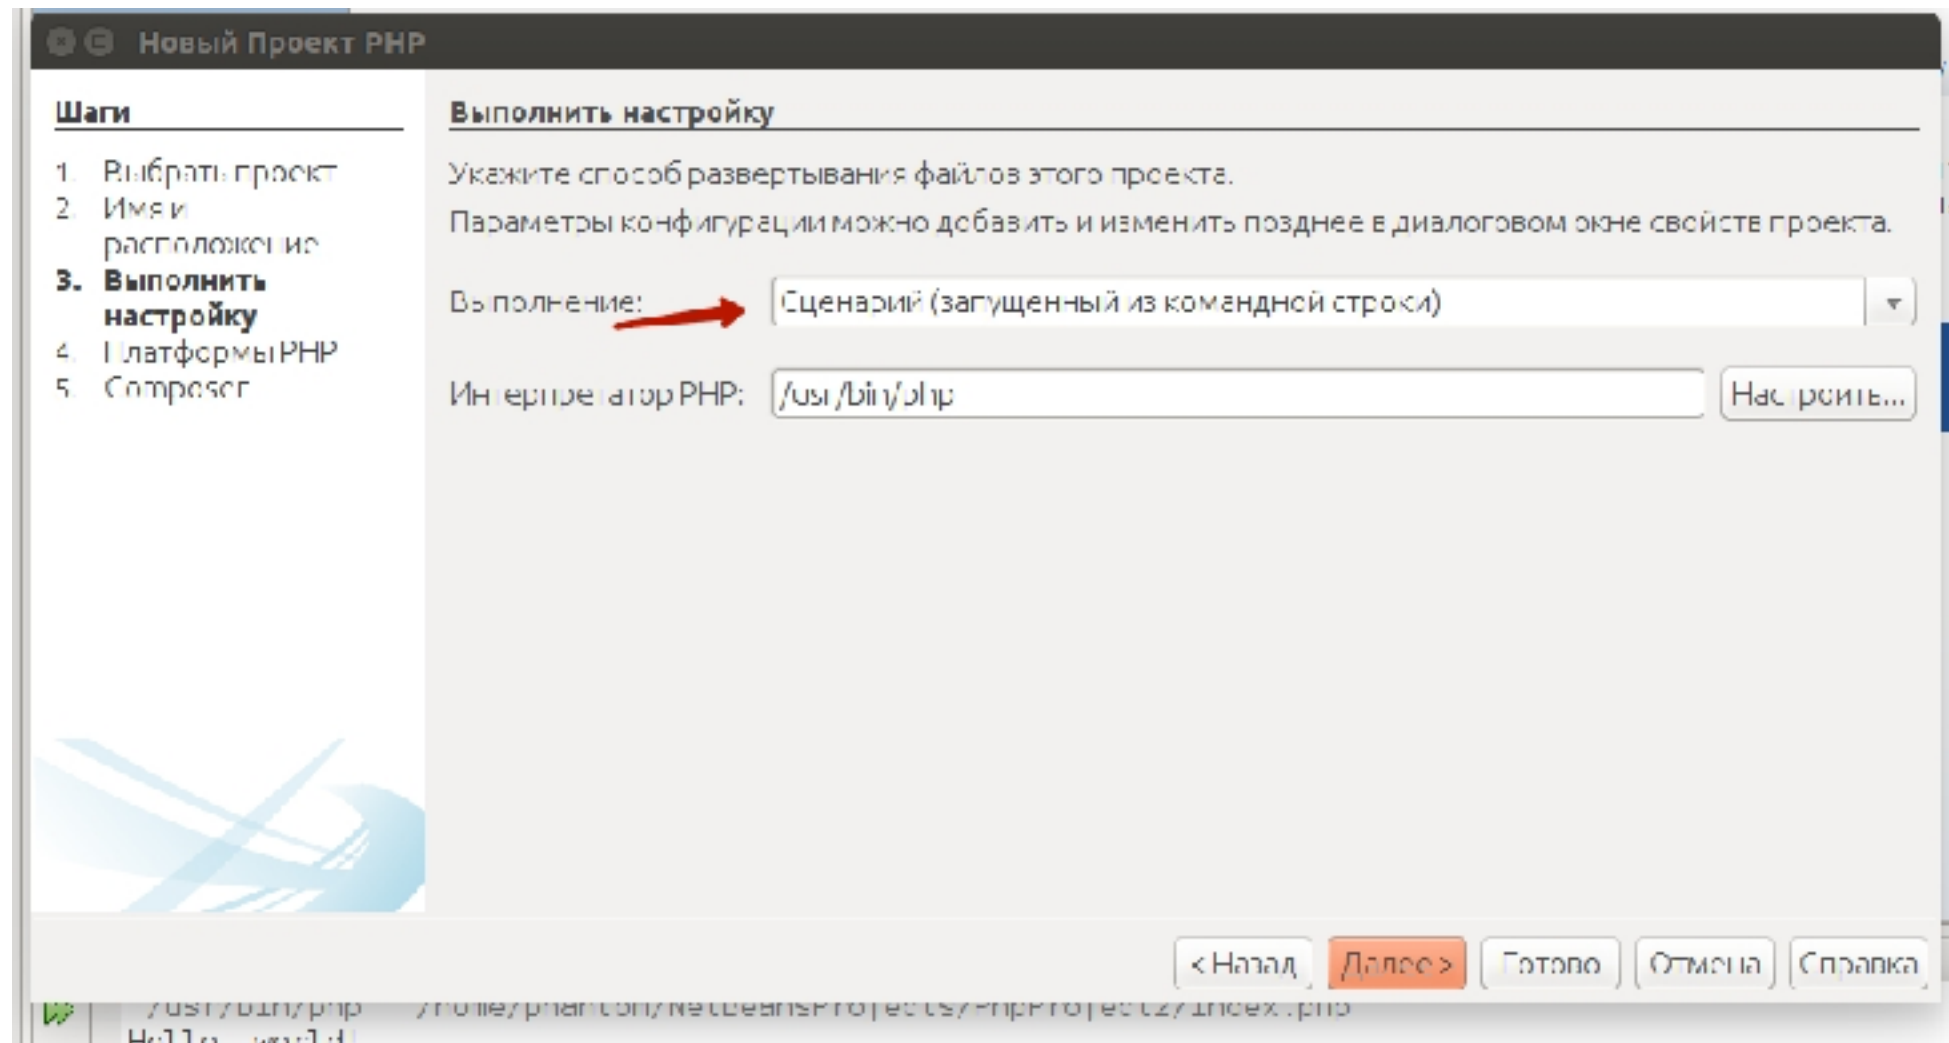 Новый Проект PHP
Шаги
1. Выбрать проект
2. Имя и
расположение
3. Выполнить
настройку
4. Платформы PHP
5. Composer
Выполнить настройку
Укажите способ развертывания файлов этого проекта.
Параметры конфигурации можно добавить и изменить позднее в диалоговом окне свойств проекта.
Выполнение: Сценарий (запущенный из командной строки)
Интерпретатор PHP: /usr/bin/php Настроить...
< Назад Далее > Готово Отмена Справка
/usr/bin/php /home/phanton/NetBeansProjects/PhpProject2/index.php
Hello, world!